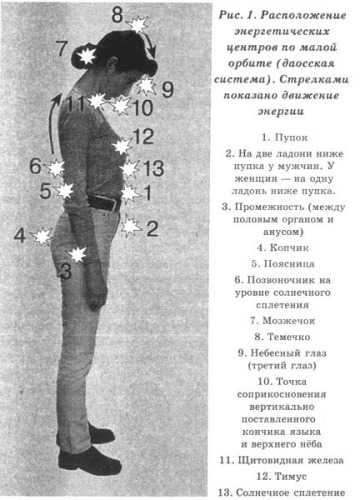 Рис. 1. Расположение
энергетических
центров по малой
орбите (даосская
система). Стрелками
показано движение
энергии
1. Пупок
2. На две ладони ниже
пупка у мужчин. У
женщин — на одну
ладонь ниже пупка.
3. Промежность (между
половым органом и
анусом)
4. Копчик
5. Поясница
6. Позвоночник на
уровне солнечного
сплетения
7. Мозжечок
8. Темечко
9. Небесный глаз
(третий глаз)
10. Точка
соприкосновения
вертикально
поставленного
кончика языка
и верхнего нёба
11. Щитовидная железа
12. Тимус
13. Солнечное сплетение
8
7
9
11
10
12
6
13
5
1
4
2
3